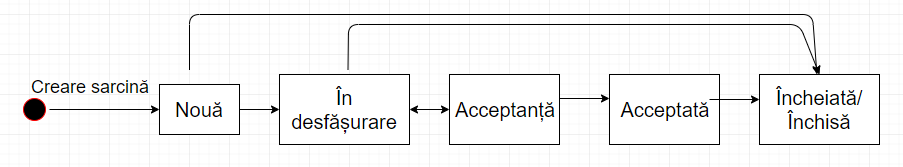 Creare sarcină
Nouă
În
desfășurare
Acceptanță
Acceptată
Încheiată/
Închisă